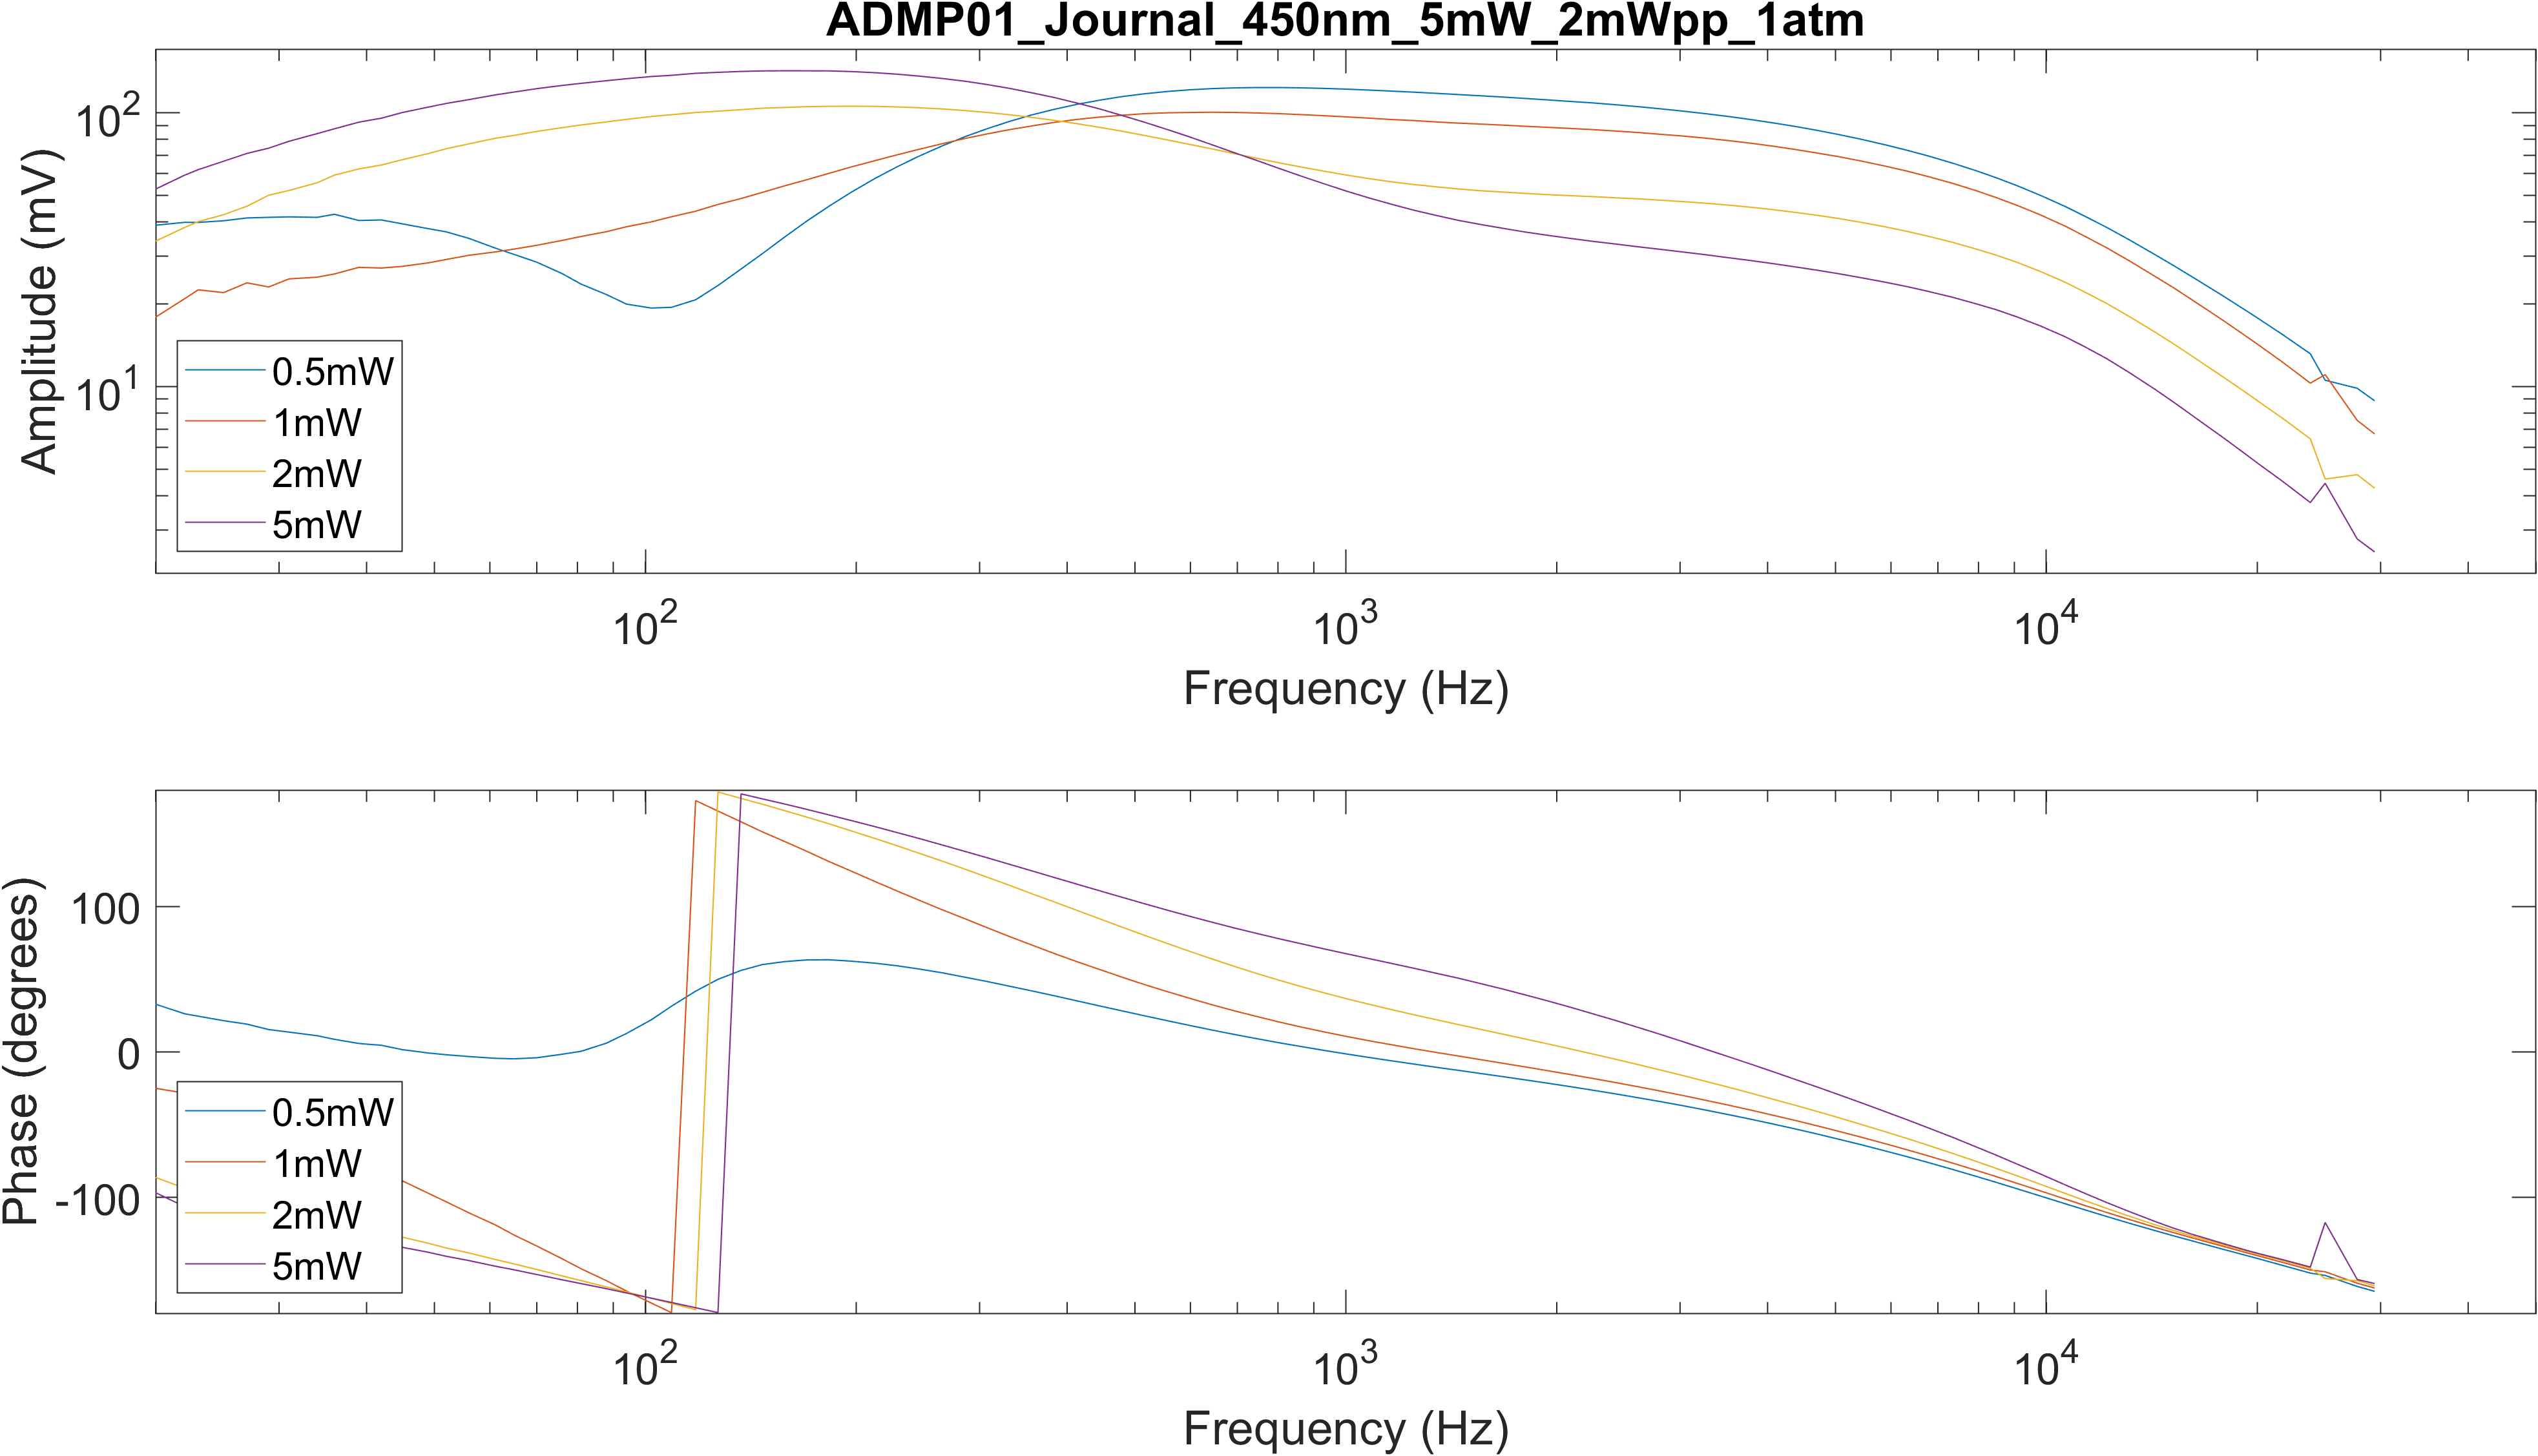 ADMP01_Journal_450nm_5mW_2mWpp_1atm
Amplitude (mV)
10^2
10^1
0.5mW
1mW
2mW
5mW
10^2
10^3
10^4
Frequency (Hz)
Phase (degrees)
100
0
-100
0.5mW
1mW
2mW
5mW
10^2
10^3
10^4
Frequency (Hz)